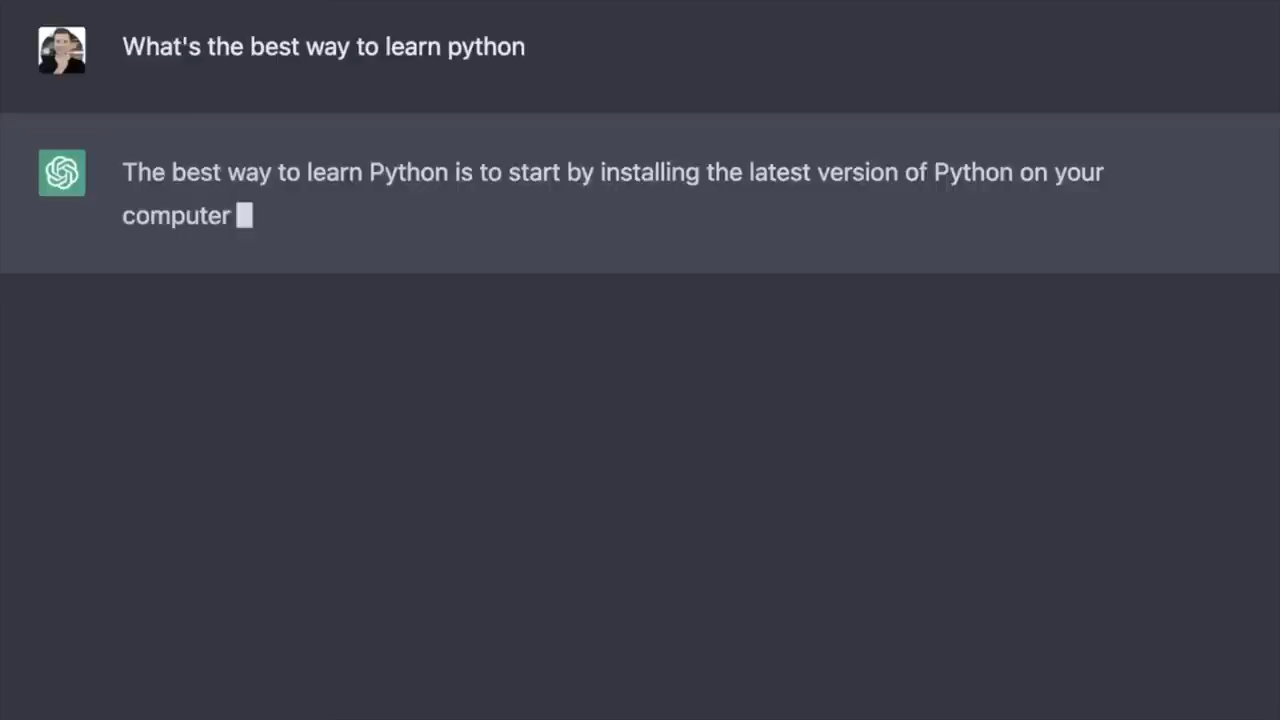 What's the best way to learn python
The best way to learn Python is to start by installing the latest version of Python on your
computer